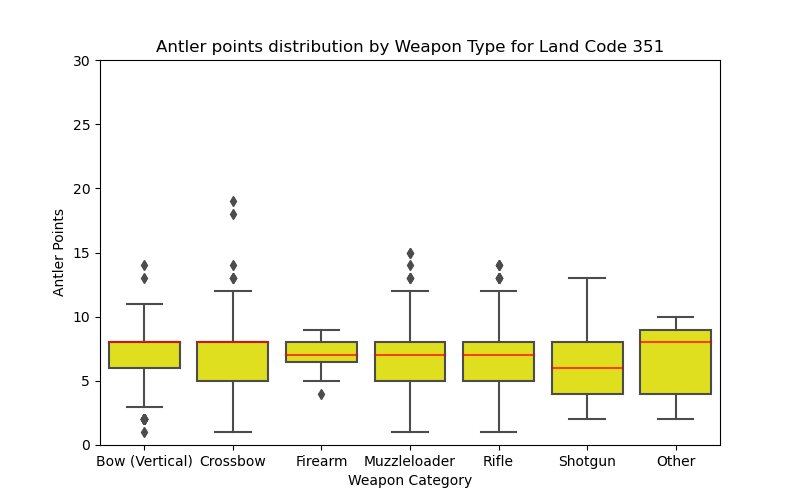 Antler points distribution by Weapon Type for Land Code 351
30
25
20
15
10
5
0
Antler Points
Bow (Vertical) Crossbow Firearm Muzzleloader Rifle Shotgun Other
Weapon Category